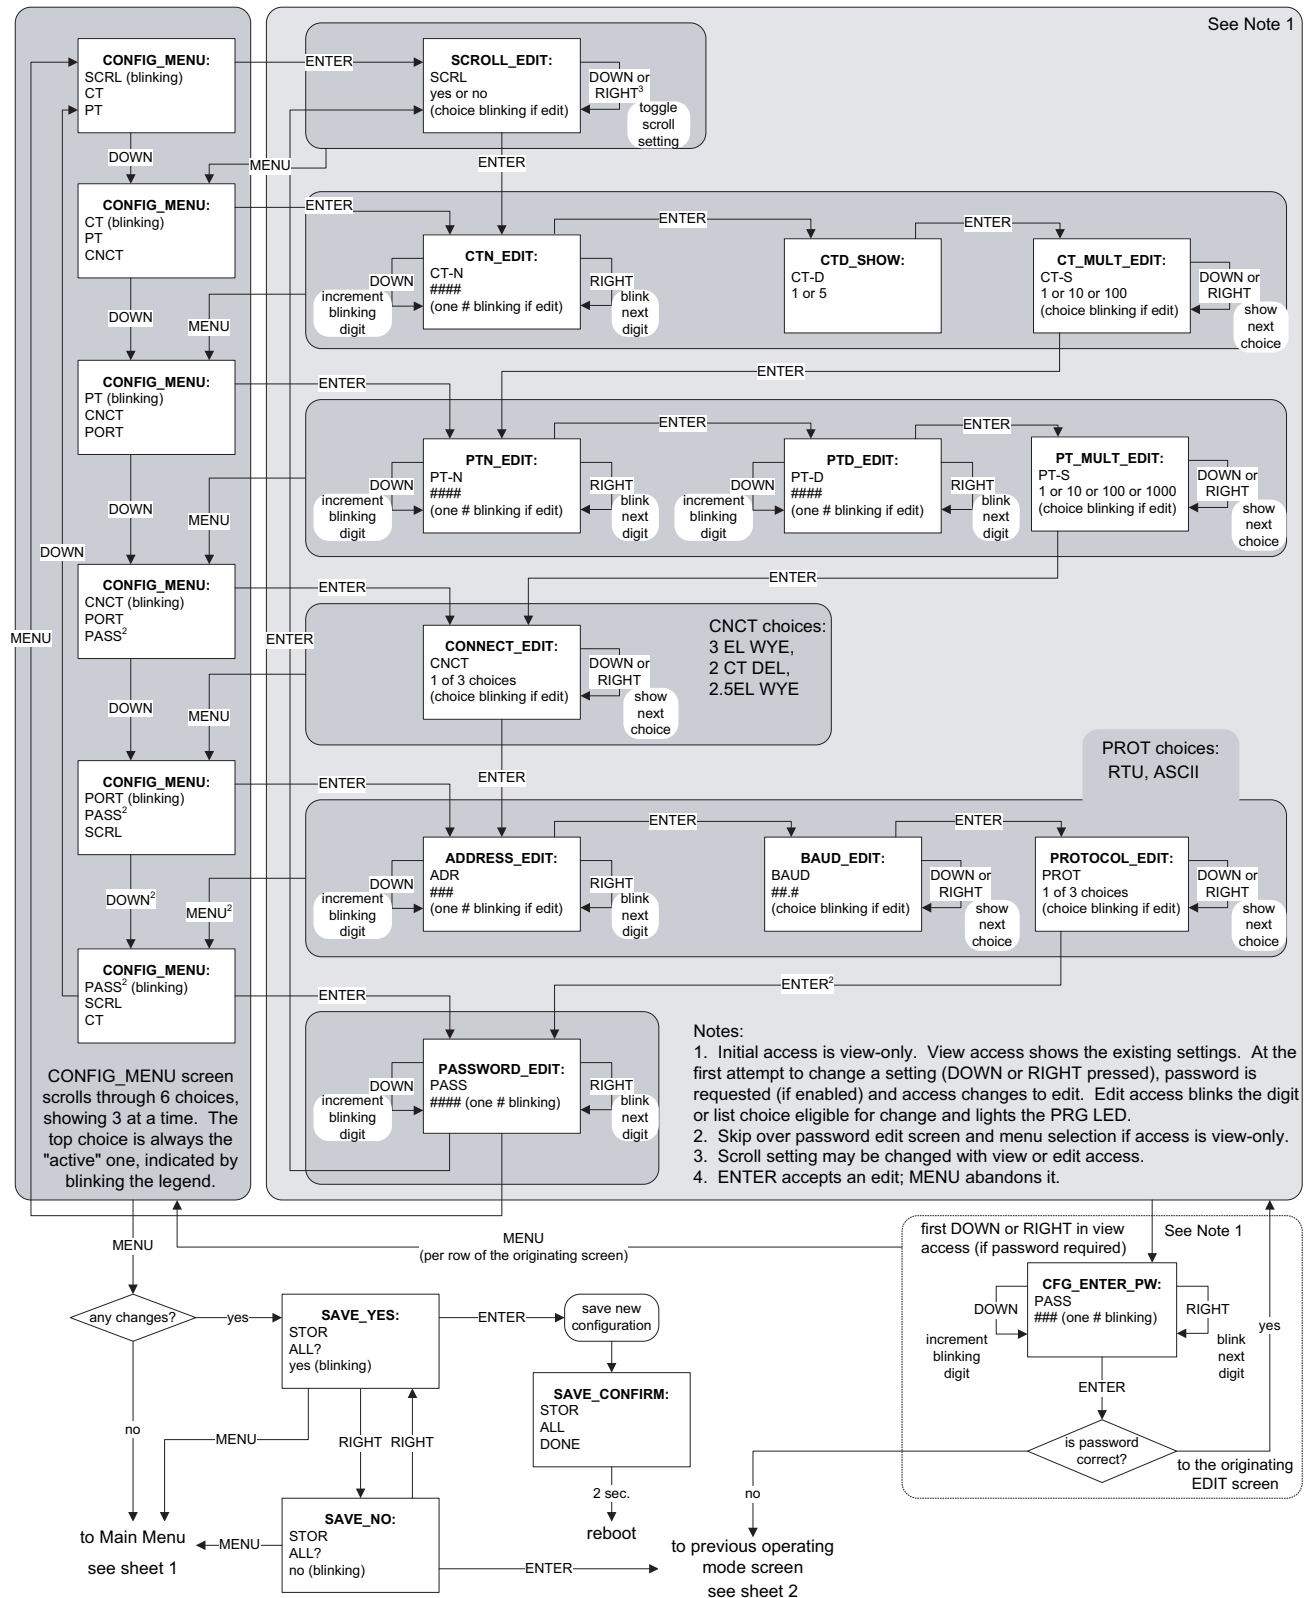 See Note 1
CONFIG_MENU:
SCRL (blinking)
CT
PT
ENTER
SCROLL_EDIT:
SCRL
yes or no
(choice blinking if edit)
DOWN or
RIGHT³
toggle
scroll
setting
DOWN
MENU
ENTER
CONFIG_MENU:
CT (blinking)
PT
CNCT
ENTER
CTN_EDIT:
CT-N
####
(one # blinking if edit)
DOWN
increment
blinking
digit
RIGHT
blink
next
digit
ENTER
CTD_SHOW:
CT-D
1 or 5
ENTER
CT_MULT_EDIT:
CT-S
1 or 10 or 100
(choice blinking if edit)
DOWN or
RIGHT
show
next
choice
DOWN
MENU
ENTER
CONFIG_MENU:
PT (blinking)
CNCT
PORT
ENTER
PTN_EDIT:
PT-N
####
(one # blinking if edit)
DOWN
increment
blinking
digit
RIGHT
blink
next
digit
ENTER
PTD_EDIT:
PT-D
####
(one # blinking if edit)
DOWN
increment
blinking
digit
RIGHT
blink
next
digit
ENTER
PT_MULT_EDIT:
PT-S
1 or 10 or 100 or 1000
(choice blinking if edit)
DOWN or
RIGHT
show
next
choice
DOWN
MENU
DOWN
ENTER
CONFIG_MENU:
CNCT (blinking)
PORT
PASS²
ENTER
MENU
ENTER
CONNECT_EDIT:
CNCT
1 of 3 choices
(choice blinking if edit)
DOWN or
RIGHT
show
next
choice
CNCT choices:
3 EL WYE,
2 CT DEL,
2.5EL WYE
DOWN
MENU
ENTER
PROT choices:
RTU, ASCII
CONFIG_MENU:
PORT (blinking)
PASS²
SCRL
ENTER
ADDRESS_EDIT:
ADR
###
(one # blinking if edit)
DOWN
increment
blinking
digit
RIGHT
blink
next
digit
ENTER
BAUD_EDIT:
BAUD
##.#
(choice blinking if edit)
DOWN or
RIGHT
show
next
choice
ENTER
PROTOCOL_EDIT:
PROT
1 of 3 choices
(choice blinking if edit)
DOWN or
RIGHT
show
next
choice
DOWN²
MENU²
ENTER²
CONFIG_MENU:
PASS² (blinking)
SCRL
CT
ENTER
PASSWORD_EDIT:
PASS
#### (one # blinking)
DOWN
increment
blinking
digit
RIGHT
blink
next
digit
CONFIG_MENU screen
scrolls through 6 choices,
showing 3 at a time. The
top choice is always the
"active" one, indicated by
blinking the legend.
Notes:
1. Initial access is view-only. View access shows the existing settings. At the
first attempt to change a setting (DOWN or RIGHT pressed), password is
requested (if enabled) and access changes to edit. Edit access blinks the digit
or list choice eligible for change and lights the PRG LED.
2. Skip over password edit screen and menu selection if access is view-only.
3. Scroll setting may be changed with view or edit access.
4. ENTER accepts an edit; MENU abandons it.
MENU
MENU
(per row of the originating screen)
first DOWN or RIGHT in view
access (if password required)
See Note 1
CFG_ENTER_PW:
PASS
### (one # blinking)
DOWN
increment
blinking
digit
RIGHT
blink
next
digit
yes
ENTER
is password
correct?
to the originating
EDIT screen
no
to previous operating
mode screen
see sheet 2
any changes?
yes
no
SAVE_YES:
STOR
ALL?
yes (blinking)
ENTER
save new
configuration
SAVE_CONFIRM:
STOR
ALL
DONE
2 sec.
reboot
MENU
RIGHT
RIGHT
SAVE_NO:
STOR
ALL?
no (blinking)
MENU
ENTER
to Main Menu
see sheet 1